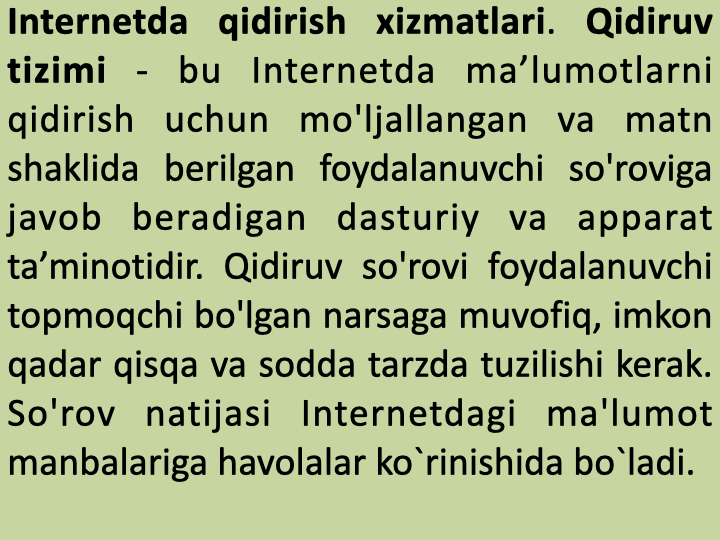 Internetda qidirish xizmatlari. Qidiruv
tizimi - bu Internetda ma’lumotlarni
qidirish uchun mo'ljallangan va matn
shaklida berilgan foydalanuvchi so'roviga
javob beradigan dasturiy va apparat
ta’minotidir. Qidiruv so'rovi foydalanuvchi
topmoqchi bo'lgan narsaga muvofiq, imkon
qadar qisqa va sodda tarzda tuzilishi kerak.
So'rov natijasi Internetdagi ma'lumot
manbalariga havolalar ko`rinishida bo`ladi.